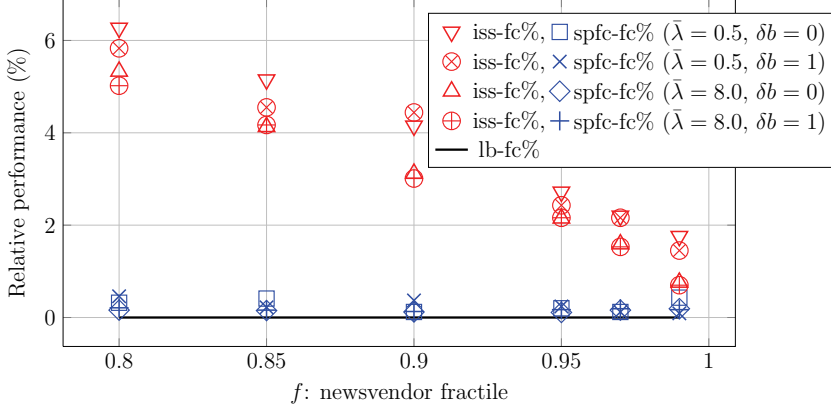 6
4
2
0
Relative performance (%)
0.8 0.85 0.9 0.95 1
f: newsvendor fractile
iss-fc%, spfc-fc% (λ̄ = 0.5, δb = 0)
iss-fc%, spfc-fc% (λ̄ = 0.5, δb = 1)
iss-fc%, spfc-fc% (λ̄ = 8.0, δb = 0)
iss-fc%, spfc-fc% (λ̄ = 8.0, δb = 1)
lb-fc%